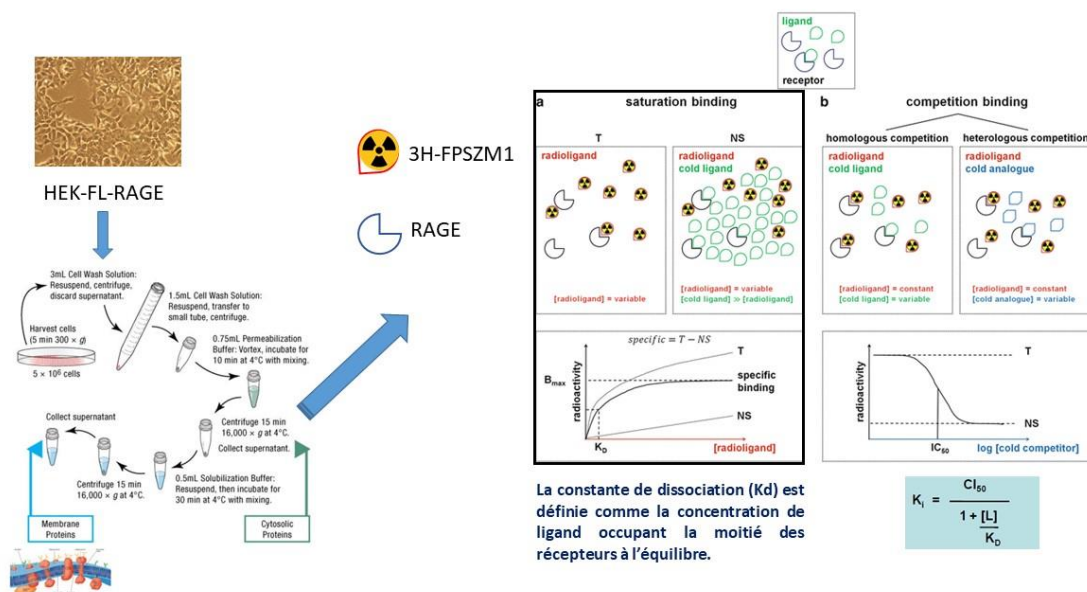 HEK-FL-RAGE
3mL Cell Wash Solution:
Resuspend, centrifuge,
discard supernatant.
1.5mL Cell Wash Solution:
Resuspend, transfer to
small tube, centrifuge.
Harvest cells
(5 min 300 × g)
5 × 10⁶ cells
0.75mL Permeabilization
Buffer: Vortex, incubate for
10 min at 4°C with mixing.
Centrifuge 15 min
16,000 × g at 4°C.
Collect supernatant.
0.5mL Solubilization Buffer:
Resuspend, then incubate for
30 min at 4°C with mixing.
Centrifuge 15 min
16,000 × g at 4°C.
Collect supernatant
Membrane
Proteins
Cytosolic
Proteins
3H-FPSZM1
RAGE
ligand
receptor
a
saturation binding
T
NS
radioligand
radioligand
cold ligand
[radioligand] = variable
[radioligand] = variable
[cold ligand] ≫ [radioligand]
specific = T − NS
T
Bmax
specific
binding
NS
radioactivity
KD
[radioligand]
b
competition binding
homologous competition
heterologous competition
radioligand
cold ligand
radioligand
cold analogue
[radioligand] = constant
[cold ligand] = variable
[radioligand] = constant
[cold analogue] = variable
T
radioactivity
NS
IC50
log [cold competitor]
La constante de dissociation (Kd) est
définie comme la concentration de
ligand occupant la moitié des
récepteurs à l'équilibre.
Ki = CI50
1 + [L]
KD